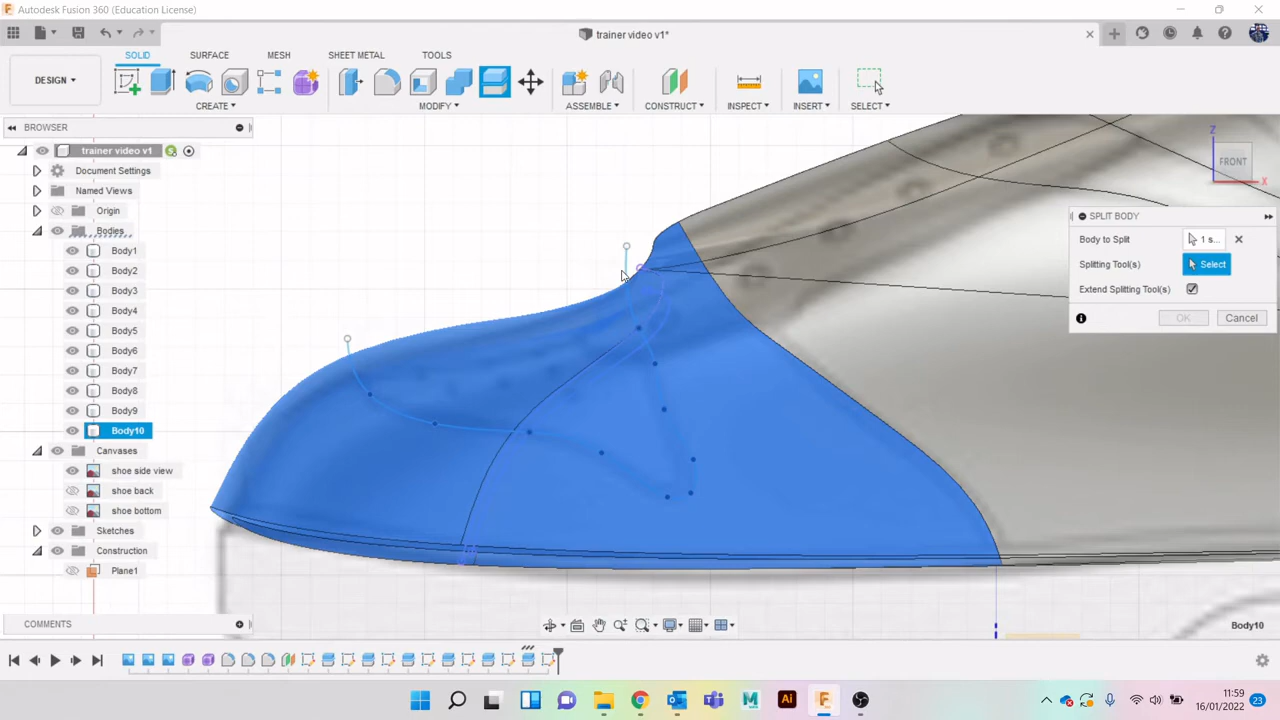 Autodesk Fusion 360 (Education License)
trainer video v1*
DESIGN
SOLID
SURFACE
MESH
SHEET METAL
TOOLS
CREATE
MODIFY
ASSEMBLE
CONSTRUCT
INSPECT
INSERT
SELECT
BROWSER
trainer video v1
Document Settings
Named Views
Origin
Bodies
Body1
Body2
Body3
Body4
Body5
Body6
Body7
Body8
Body9
Body10
Canvases
shoe side view
shoe back
shoe bottom
Sketches
Construction
Plane1
Z
FRONT
X
SPLIT BODY
Body to Split
1 s...
Splitting Tool(s)
Select
Extend Splitting Tool(s)
OK
Cancel
COMMENTS
Body10
Ai
11:59
16/01/2022
23